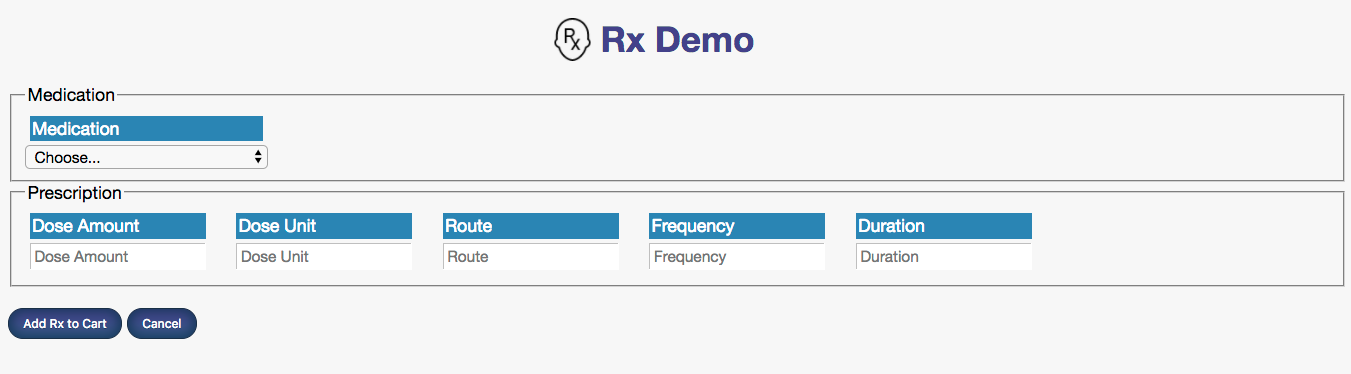 Rx Rx Demo
Medication
Medication
Choose...
Prescription
Dose Amount Dose Unit Route Frequency Duration
Dose Amount Dose Unit Route Frequency Duration
Add Rx to Cart Cancel